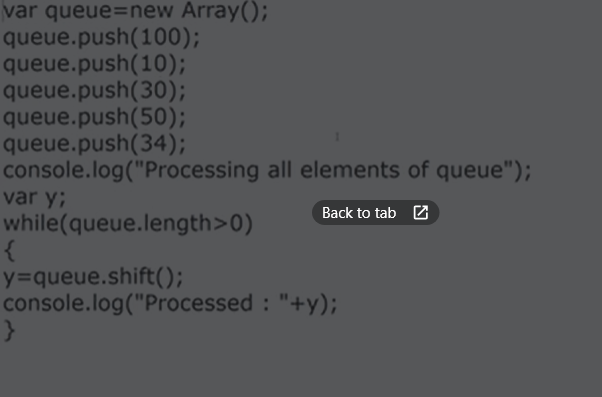 var queue=new Array();
queue.push(100);
queue.push(10);
queue.push(30);
queue.push(50);
queue.push(34);
console.log("Processing all elements of queue");
var y;
Back to tab
while(queue.length>0)
{
y=queue.shift();
console.log("Processed : "+y);
}